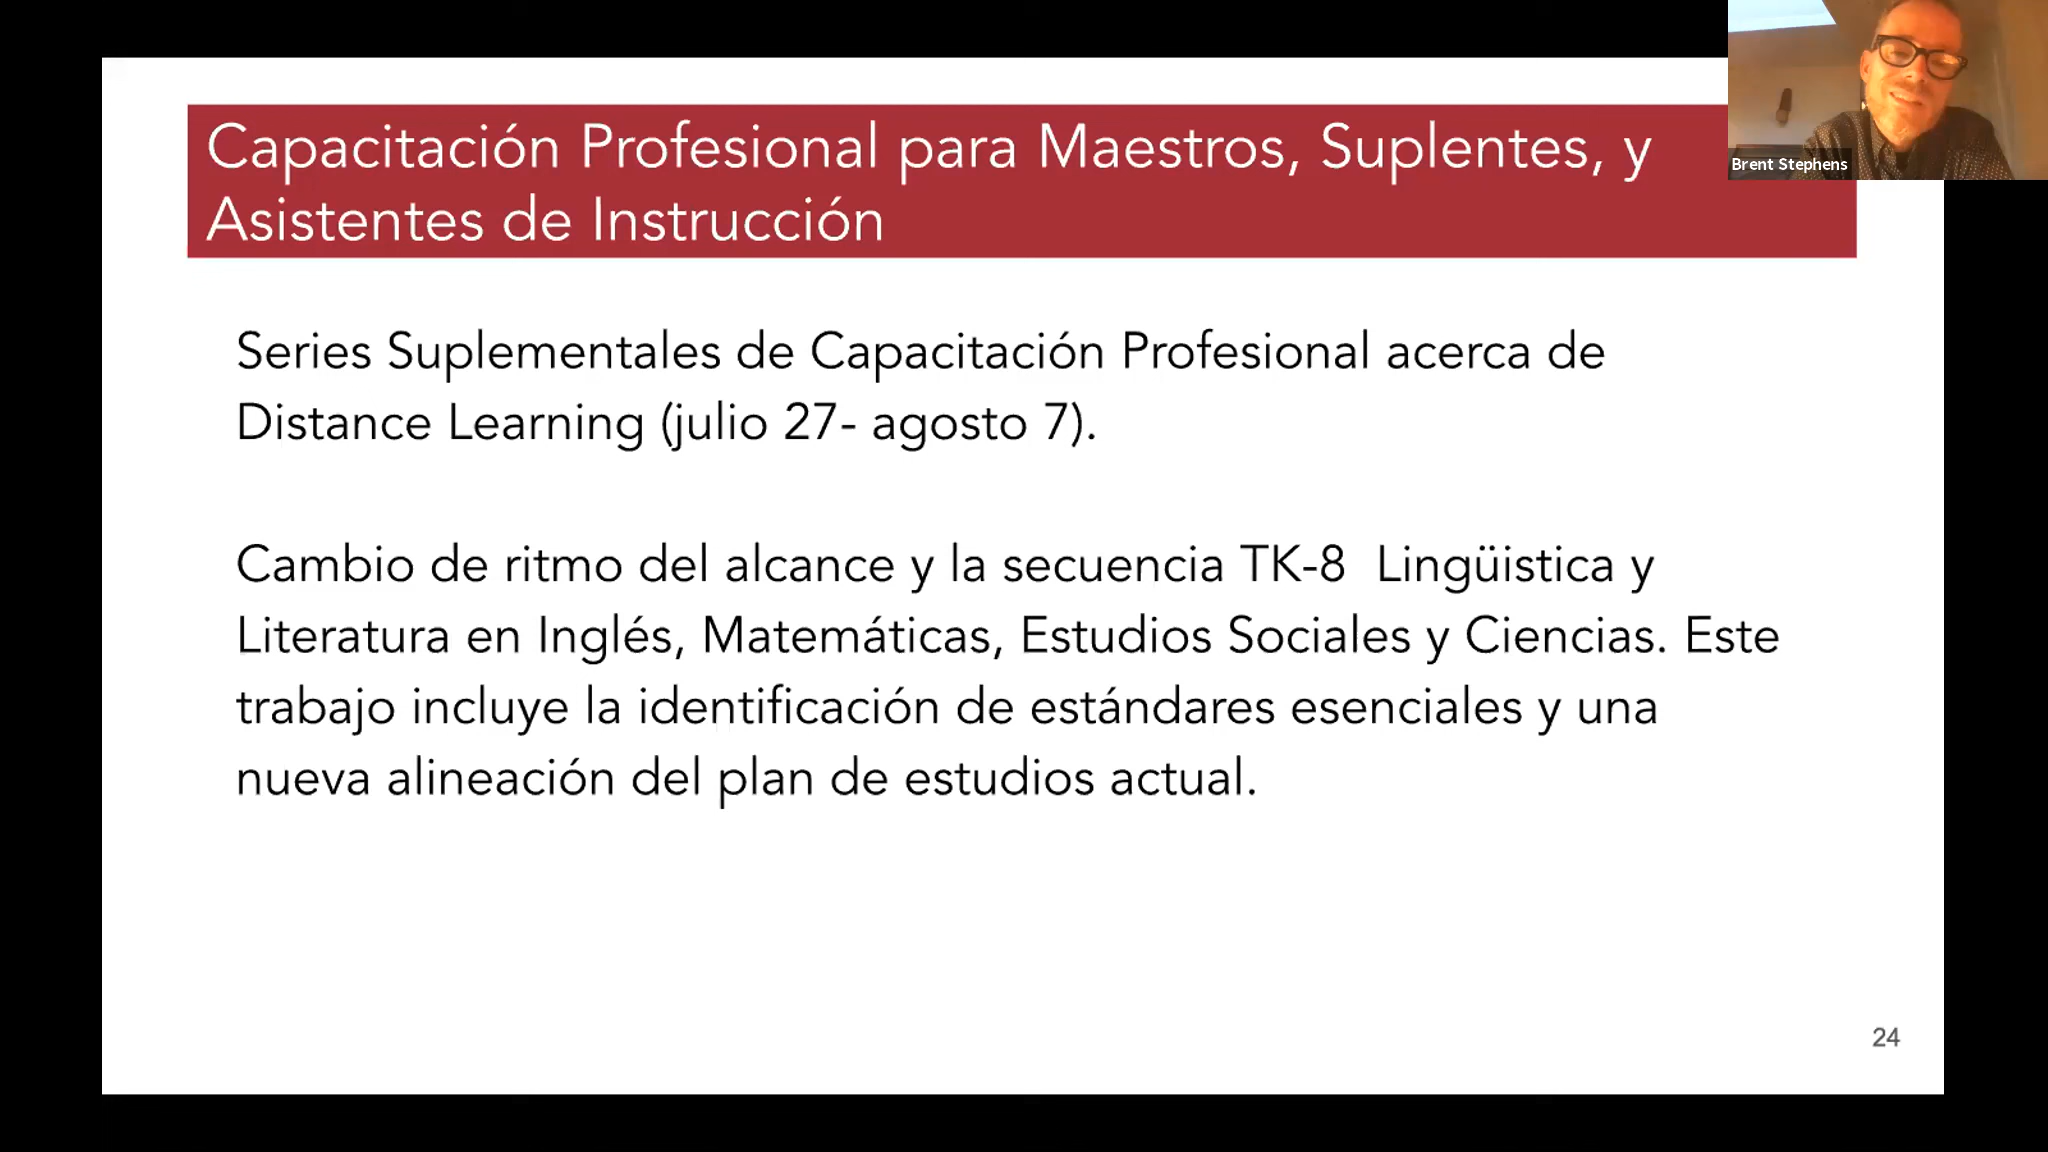 Capacitación Profesional para Maestros, Suplentes, y
Asistentes de Instrucción
Brent Stephens
Series Suplementales de Capacitación Profesional acerca de
Distance Learning (julio 27- agosto 7).
Cambio de ritmo del alcance y la secuencia TK-8  Lingüistica y
Literatura en Inglés, Matemáticas, Estudios Sociales y Ciencias. Este
trabajo incluye la identificación de estándares esenciales y una
nueva alineación del plan de estudios actual.
24